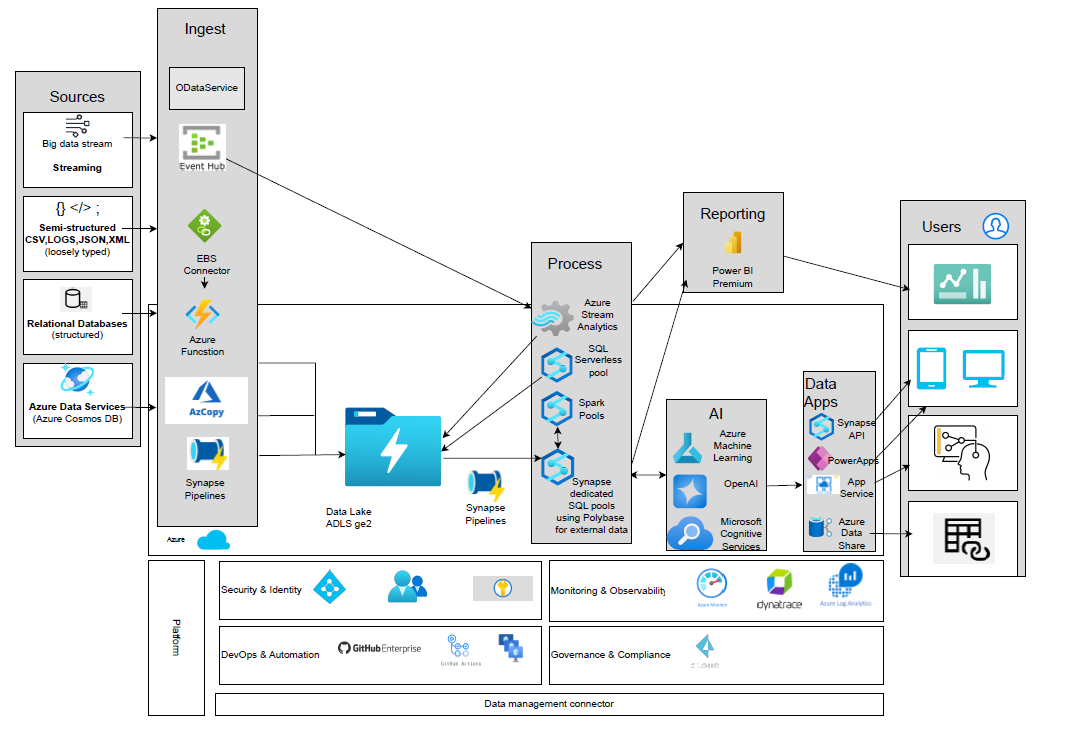 Ingest
ODataService
Event Hub
EBS
Connector
Azure
Funcstion
AzCopy
Synapse
Pipelines
Azure
Sources
Big data stream
Streaming
{} </> ;
Semi-structured
CSV,LOGS,JSON,XML
(loosely typed)
Relational Databases
(structured)
Azure Data Services
(Azure Cosmos DB)
Data Lake
ADLS ge2
Synapse
Pipelines
Process
Azure
Stream
Analytics
SQL
Serverless
pool
Spark
Pools
Synapse
dedicated
SQL pools
using Polybase
for external data
Reporting
Power BI
Premium
AI
Azure
Machine
Learning
OpenAI
Microsoft
Cognitive
Services
Data
Apps
Synapse
API
PowerApps
App
Service
Azure
Data
Share
Users
Platform
Security & Identity
Monitoring & Observability
Azure Monitor
dynatrace
Azure Log Analytics
DevOps & Automation
GitHub Enterprise
GitHub Actions
Governance & Compliance
Data management connector